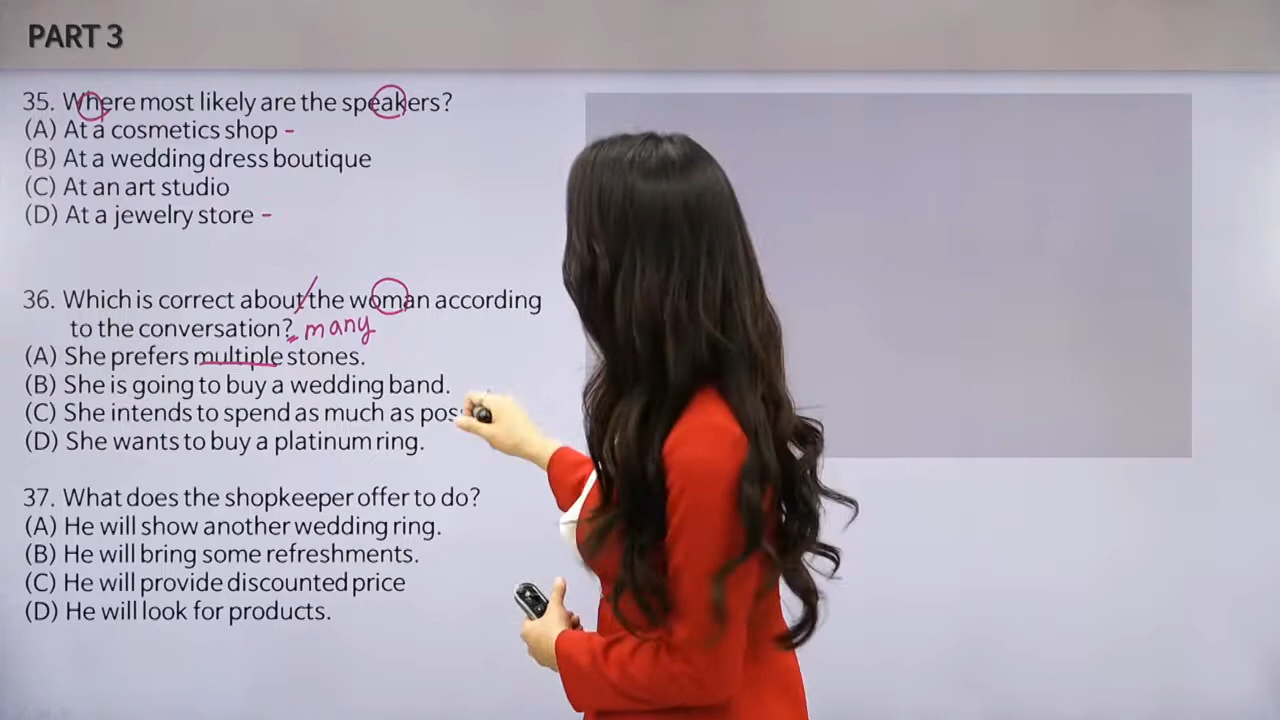 PART 3
35. Where most likely are the speakers?
(A) At a cosmetics shop -
(B) At a wedding dress boutique
(C) At an art studio
(D) At a jewelry store -
36. Which is correct about the woman according
to the conversation? many
(A) She prefers multiple stones.
(B) She is going to buy a wedding band.
(C) She intends to spend as much as
(D) She wants to buy a platinum ring.
37. What does the shopkeeper offer to do?
(A) He will show another wedding ring.
(B) He will bring some refreshments.
(C) He will provide discounted price
(D) He will look for products.